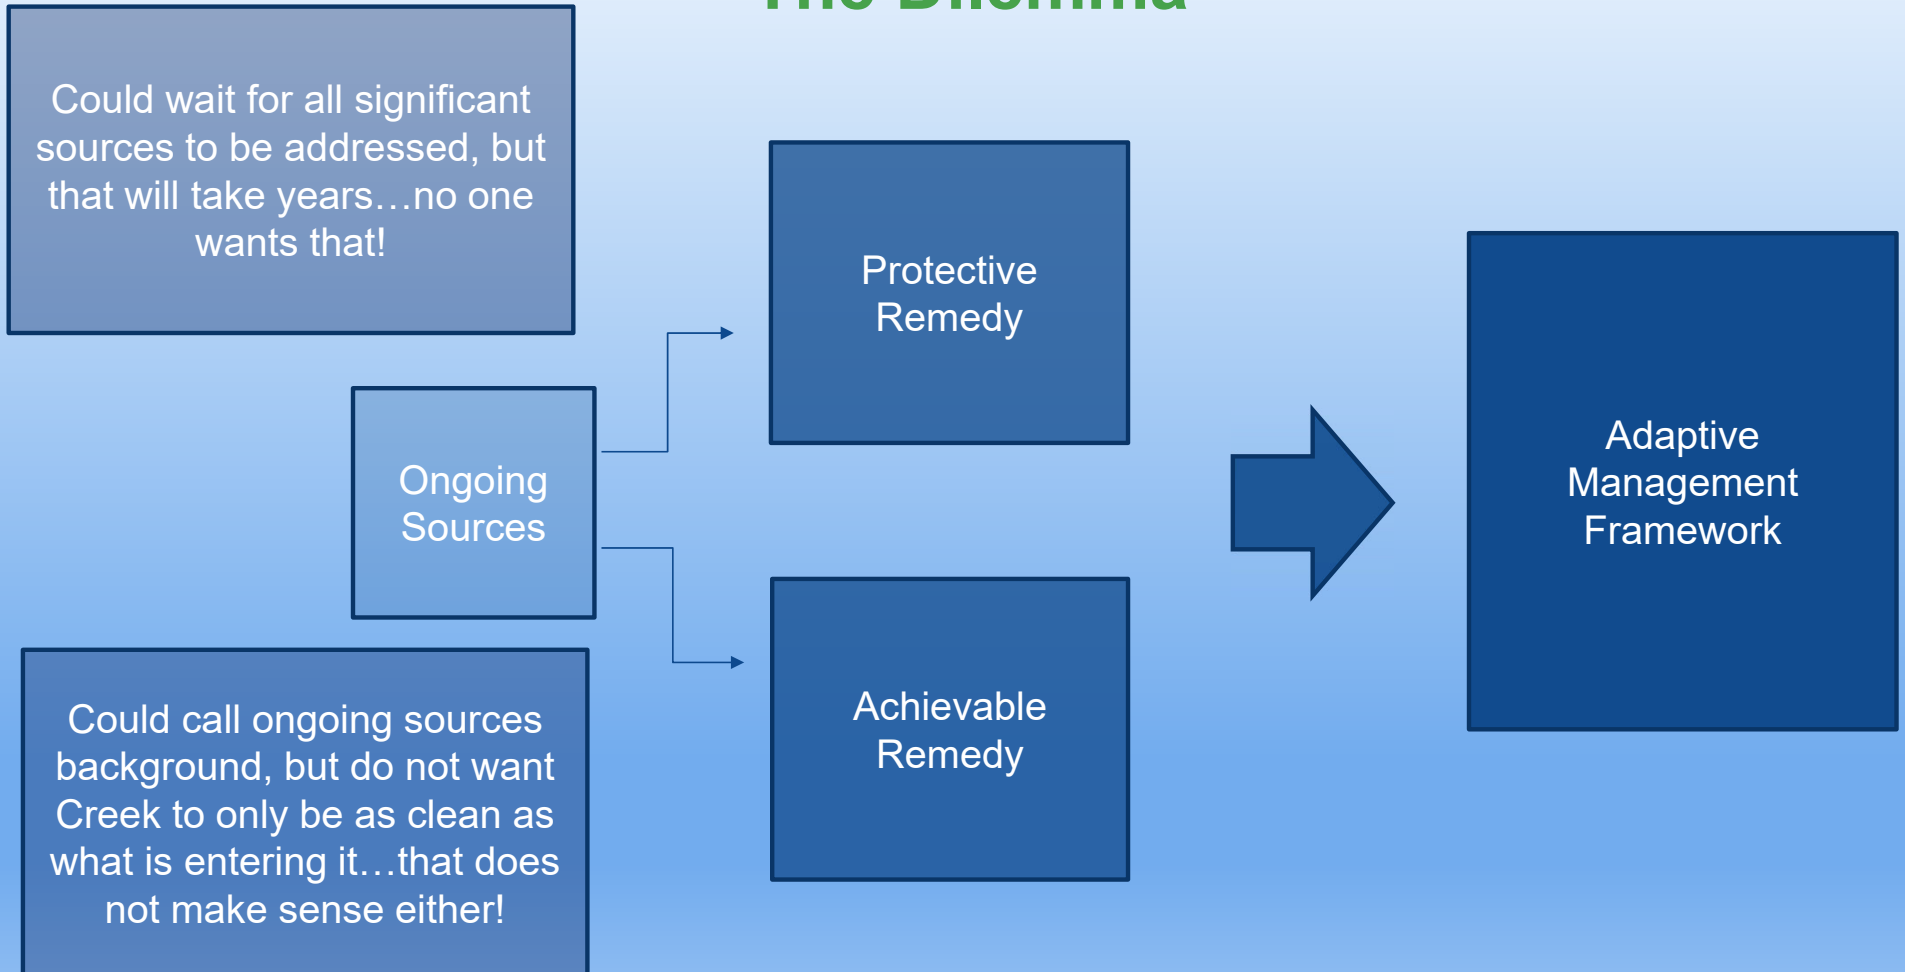 The Dilemma
Could wait for all significant
sources to be addressed, but
that will take years…no one
wants that!
Protective
Remedy
Ongoing
Sources
Adaptive
Management
Framework
Achievable
Remedy
Could call ongoing sources
background, but do not want
Creek to only be as clean as
what is entering it…that does
not make sense either!